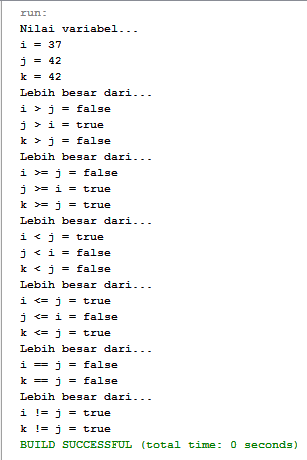 run:
Nilai variabel...
i = 37
j = 42
k = 42
Lebih besar dari...
i > j = false
j > i = true
k > j = false
Lebih besar dari...
i >= j = false
j >= i = true
k >= j = true
Lebih besar dari...
i < j = true
j < i = false
k < j = false
Lebih besar dari...
i <= j = true
j <= i = false
k <= j = true
Lebih besar dari...
i == j = false
k == j = false
Lebih besar dari...
i != j = true
k != j = true
BUILD SUCCESSFUL (total time: 0 seconds)